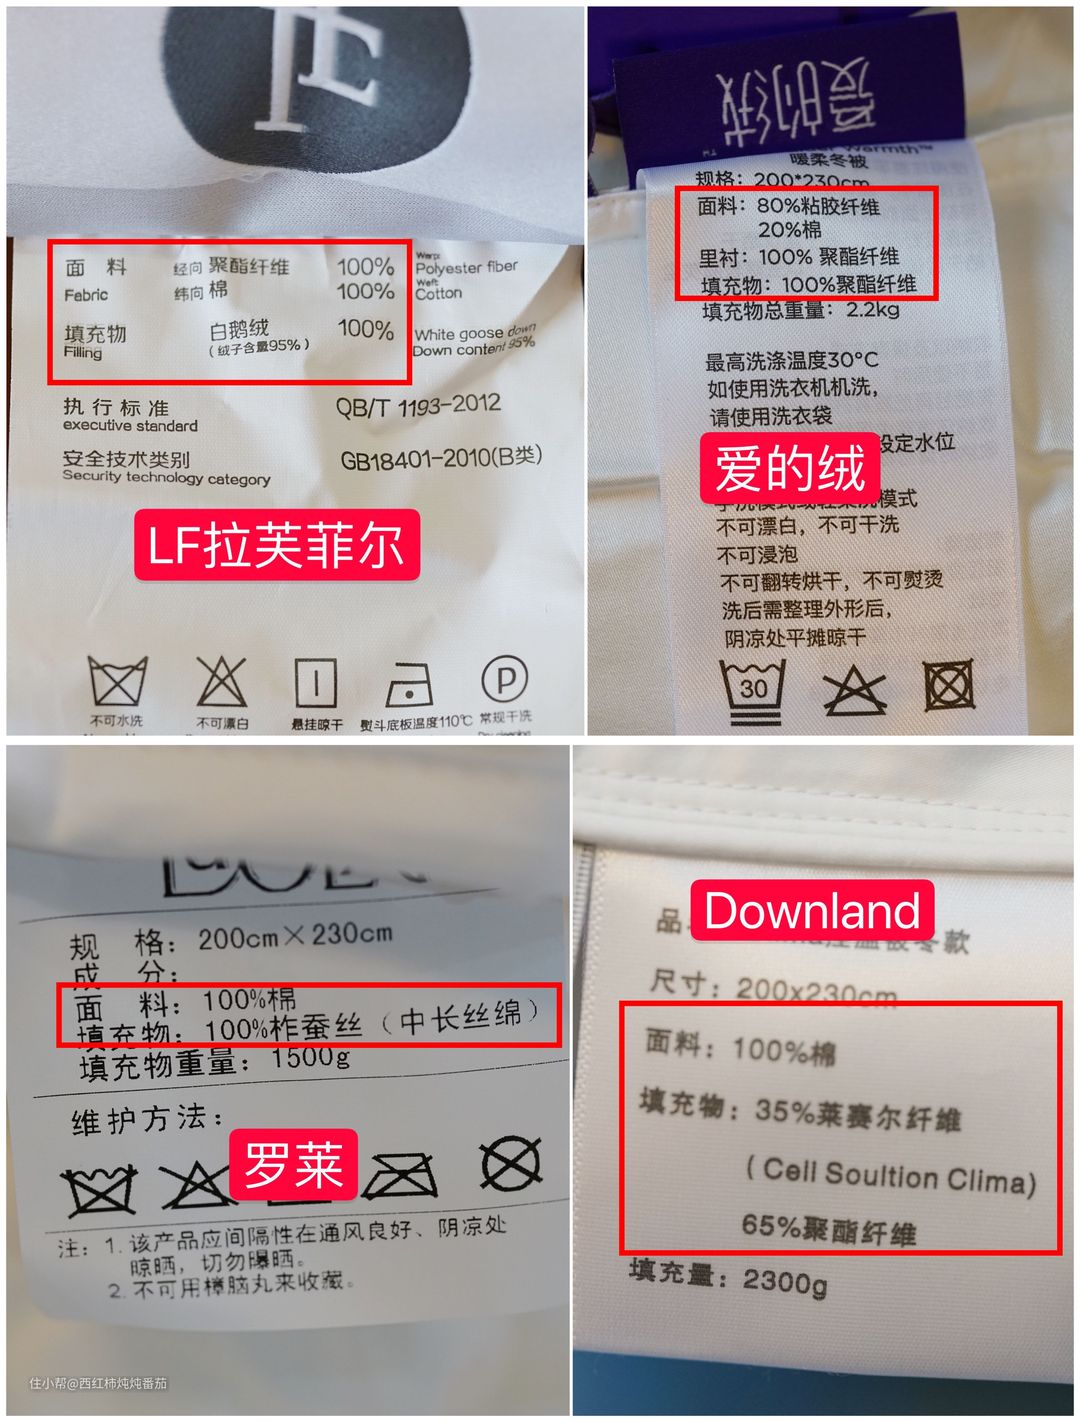 面 料 经向 聚酯纤维 100% Warp: Polyester fiber
Fabric 纬向 棉 100% Weft: Cotton
填充物 白鹅绒 100% White goose down
Filling (绒子含量95%) Down content 95%
执行标准 QB/T 1193-2012
executive standard
安全技术类别 GB18401-2010(B类)
Security technology category
LF拉芙菲尔
不可水洗 不可漂白 悬挂晾干 熨斗底板温度110℃ 常规干洗
爱的绒
TM
Warmth™
暖柔冬被
规格：200*230cm
面料：80%粘胶纤维
20%棉
里衬：100% 聚酯纤维
填充物：100%聚酯纤维
填充物总重量：2.2kg
最高洗涤温度30°C
如使用洗衣机机洗，
请使用洗衣袋
设定水位
爱的绒
模式
不可漂白，不可干洗
不可浸泡
不可翻转烘干，不可熨烫
洗后需整理外形后，
阴凉处平摊晾干
30
规 格：200cm×230cm
成 分：
面 料：100%棉
填充物：100%柞蚕丝（中长丝绵）
填充物重量：1500g
维护方法：
罗莱
注：1. 该产品应间隔性在通风良好、阴凉处
晾晒，切勿曝晒。
2. 不可用樟脑丸来收藏。
住小帮@西红柿炖炖番茄
Downland
品
控温被冬款
尺寸：200x230cm
面料：100%棉
填充物：35%莱赛尔纤维
( Cell Soultion Clima)
65%聚酯纤维
填充量：2300g